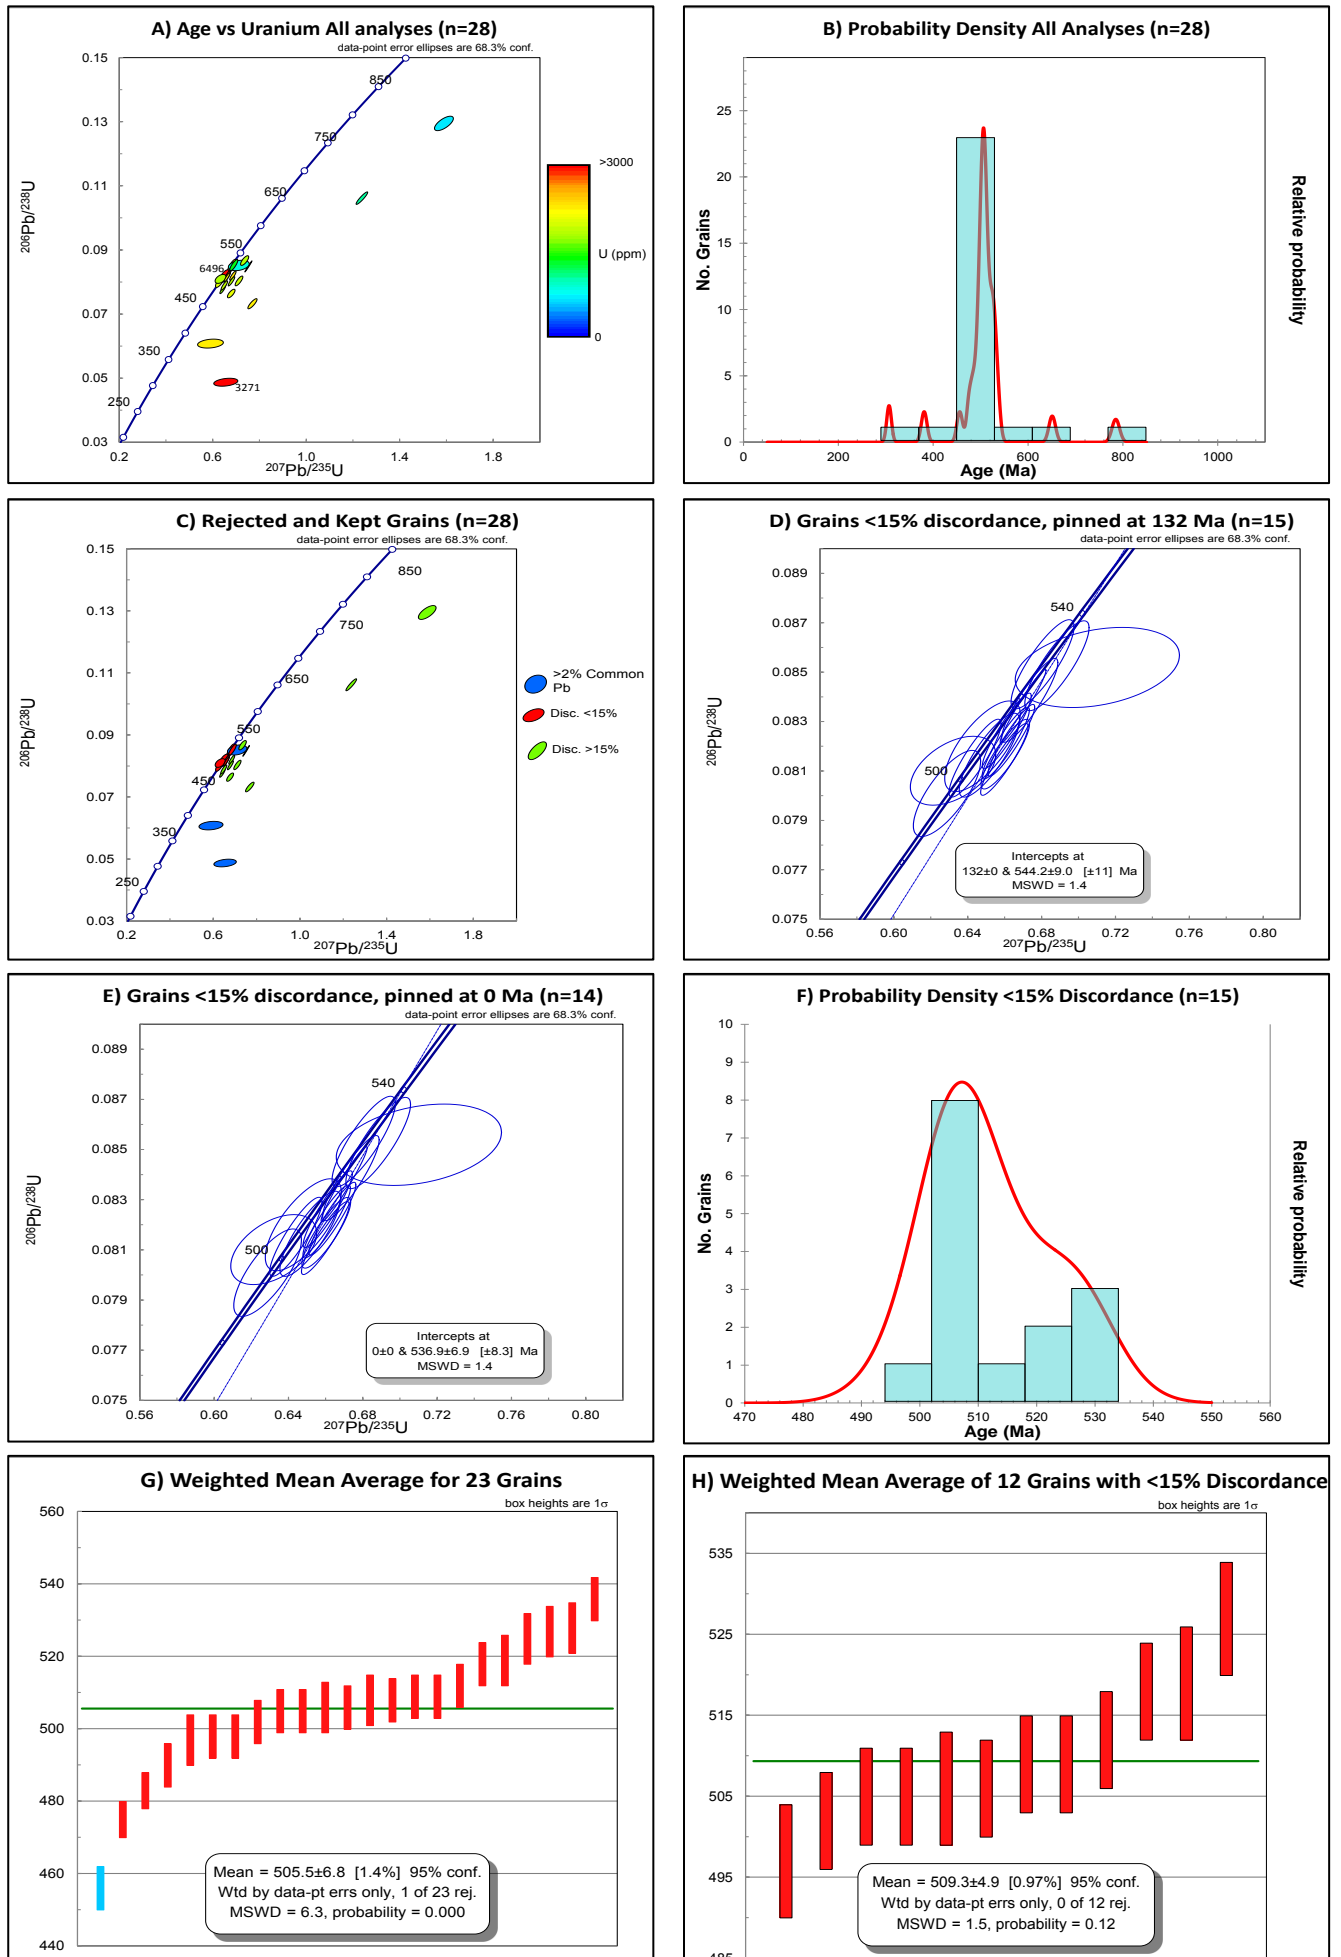 A) Age vs Uranium All analyses (n=28)
data-point error ellipses are 68.3% conf.
0.15
0.13
0.11
0.09
0.07
0.05
0.03
206Pb/238U
850
750
650
550
6496
450
350
3271
250
0.2
0.6
1.0
1.4
1.8
207Pb/235U
>3000
U (ppm)
0
B) Probability Density All Analyses (n=28)
25
20
15
10
5
0
No. Grains
Relative probability
0
200
400
600
800
1000
Age (Ma)
C) Rejected and Kept Grains (n=28)
data-point error ellipses are 68.3% conf.
0.15
0.13
0.11
0.09
0.07
0.05
0.03
206Pb/238U
850
750
650
550
450
350
250
0.2
0.6
1.0
1.4
1.8
207Pb/235U
>2% Common
Pb
Disc. <15%
Disc. >15%
D) Grains <15% discordance, pinned at 132 Ma (n=15)
data-point error ellipses are 68.3% conf.
0.089
0.087
0.085
0.083
0.081
0.079
0.077
0.075
206Pb/238U
540
500
Intercepts at
132±0 & 544.2±9.0 [±11] Ma
MSWD = 1.4
0.56
0.60
0.64
0.68
0.72
0.76
0.80
207Pb/235U
E) Grains <15% discordance, pinned at 0 Ma (n=14)
data-point error ellipses are 68.3% conf.
0.089
0.087
0.085
0.083
0.081
0.079
0.077
0.075
206Pb/238U
540
500
Intercepts at
0±0 & 536.9±6.9 [±8.3] Ma
MSWD = 1.4
0.56
0.60
0.64
0.68
0.72
0.76
0.80
207Pb/235U
F) Probability Density <15% Discordance (n=15)
10
9
8
7
6
5
4
3
2
1
0
No. Grains
Relative probability
470
480
490
500
510
520
530
540
550
560
Age (Ma)
G) Weighted Mean Average for 23 Grains
box heights are 1σ
560
540
520
500
480
460
440
Mean = 505.5±6.8 [1.4%] 95% conf.
Wtd by data-pt errs only, 1 of 23 rej.
MSWD = 6.3, probability = 0.000
H) Weighted Mean Average of 12 Grains with <15% Discordance
box heights are 1σ
535
525
515
505
495
485
Mean = 509.3±4.9 [0.97%] 95% conf.
Wtd by data-pt errs only, 0 of 12 rej.
MSWD = 1.5, probability = 0.12